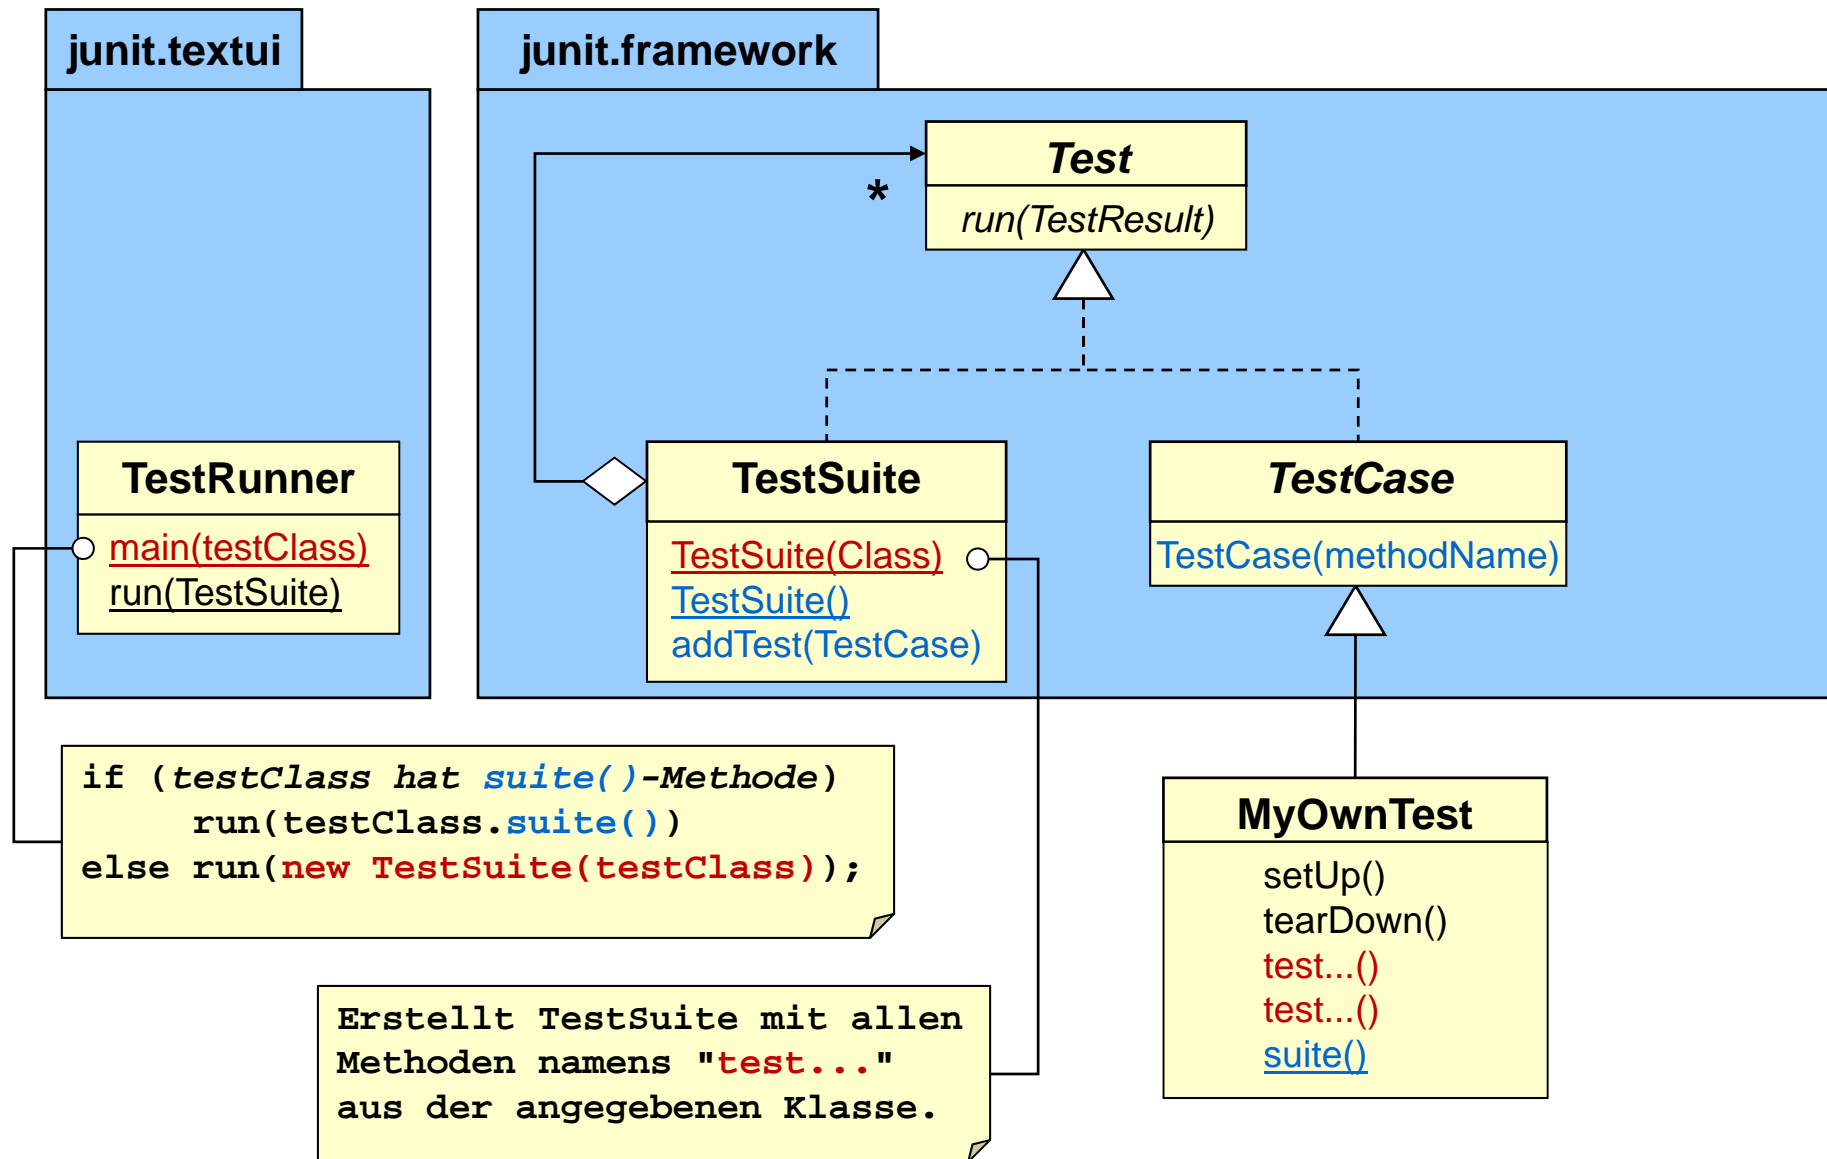 junit.textui
junit.framework
Test
*
run(TestResult)
TestRunner
main(testClass)
run(TestSuite)
TestSuite
TestSuite(Class)
TestSuite()
addTest(TestCase)
TestCase
TestCase(methodName)
if (testClass hat suite()-Methode)
run(testClass.suite())
else run(new TestSuite(testClass));
MyOwnTest
setUp()
tearDown()
test...()
test...()
suite()
Erstellt TestSuite mit allen
Methoden namens "test..."
aus der angegebenen Klasse.